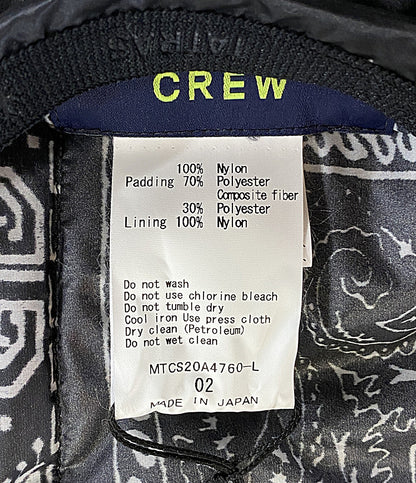 TATRAS
CREW
100% Nylon
Padding 70% Polyester
Composite fiber
30% Polyester
Lining 100% Nylon
Do not wash
Do not use chlorine bleach
Do not tumble dry
Cool iron Use press cloth
Dry clean (Petroleum)
Do not wet clean
MTCS20A4760-L
02
MADE IN JAPAN